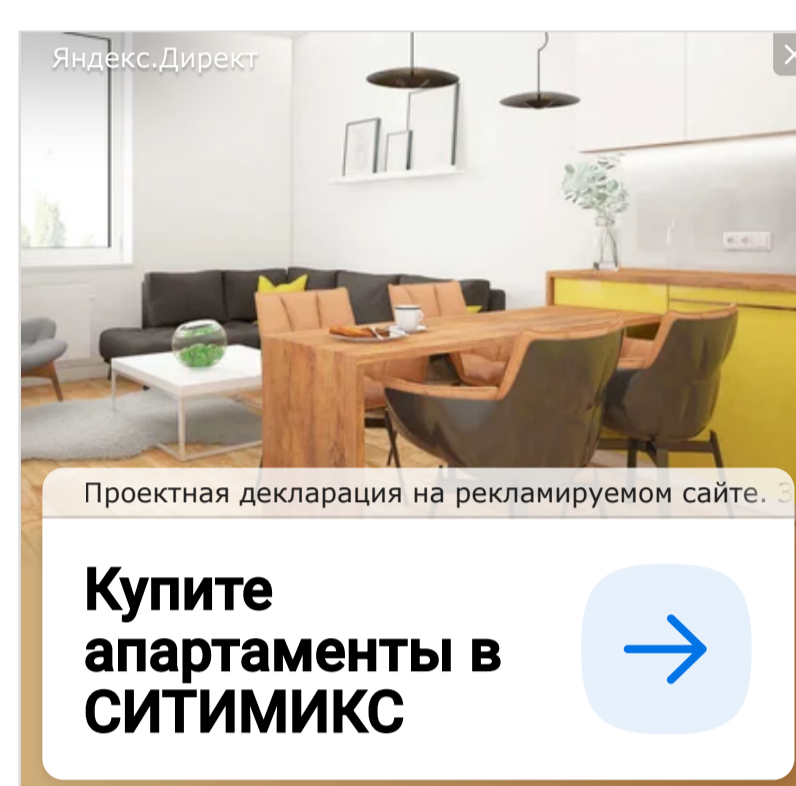 Яндекс.Директ
Проектная декларация на рекламируемом сайте.
Купите
апартаменты в
СИТИМИКС